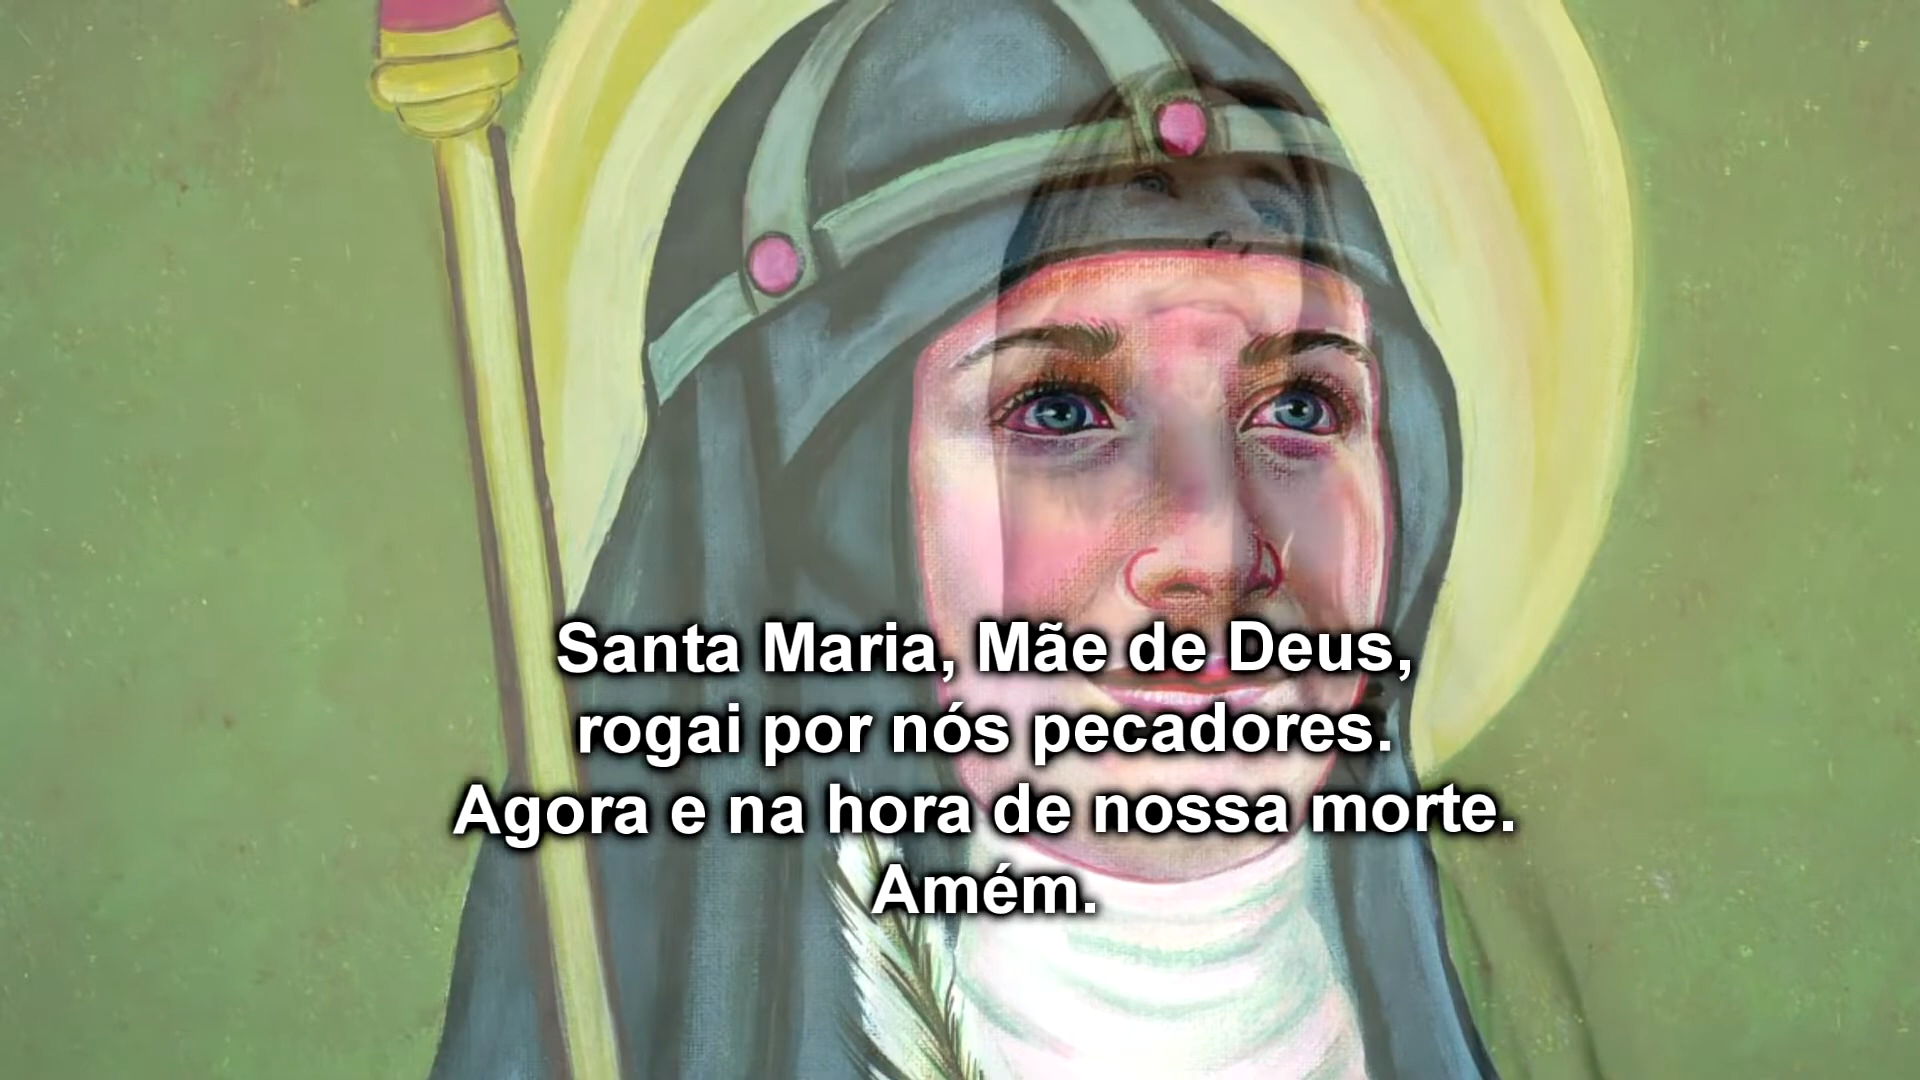 Santa Maria, Mãe de Deus,
rogai por nós pecadores.
Agora e na hora de nossa morte.
Amém.